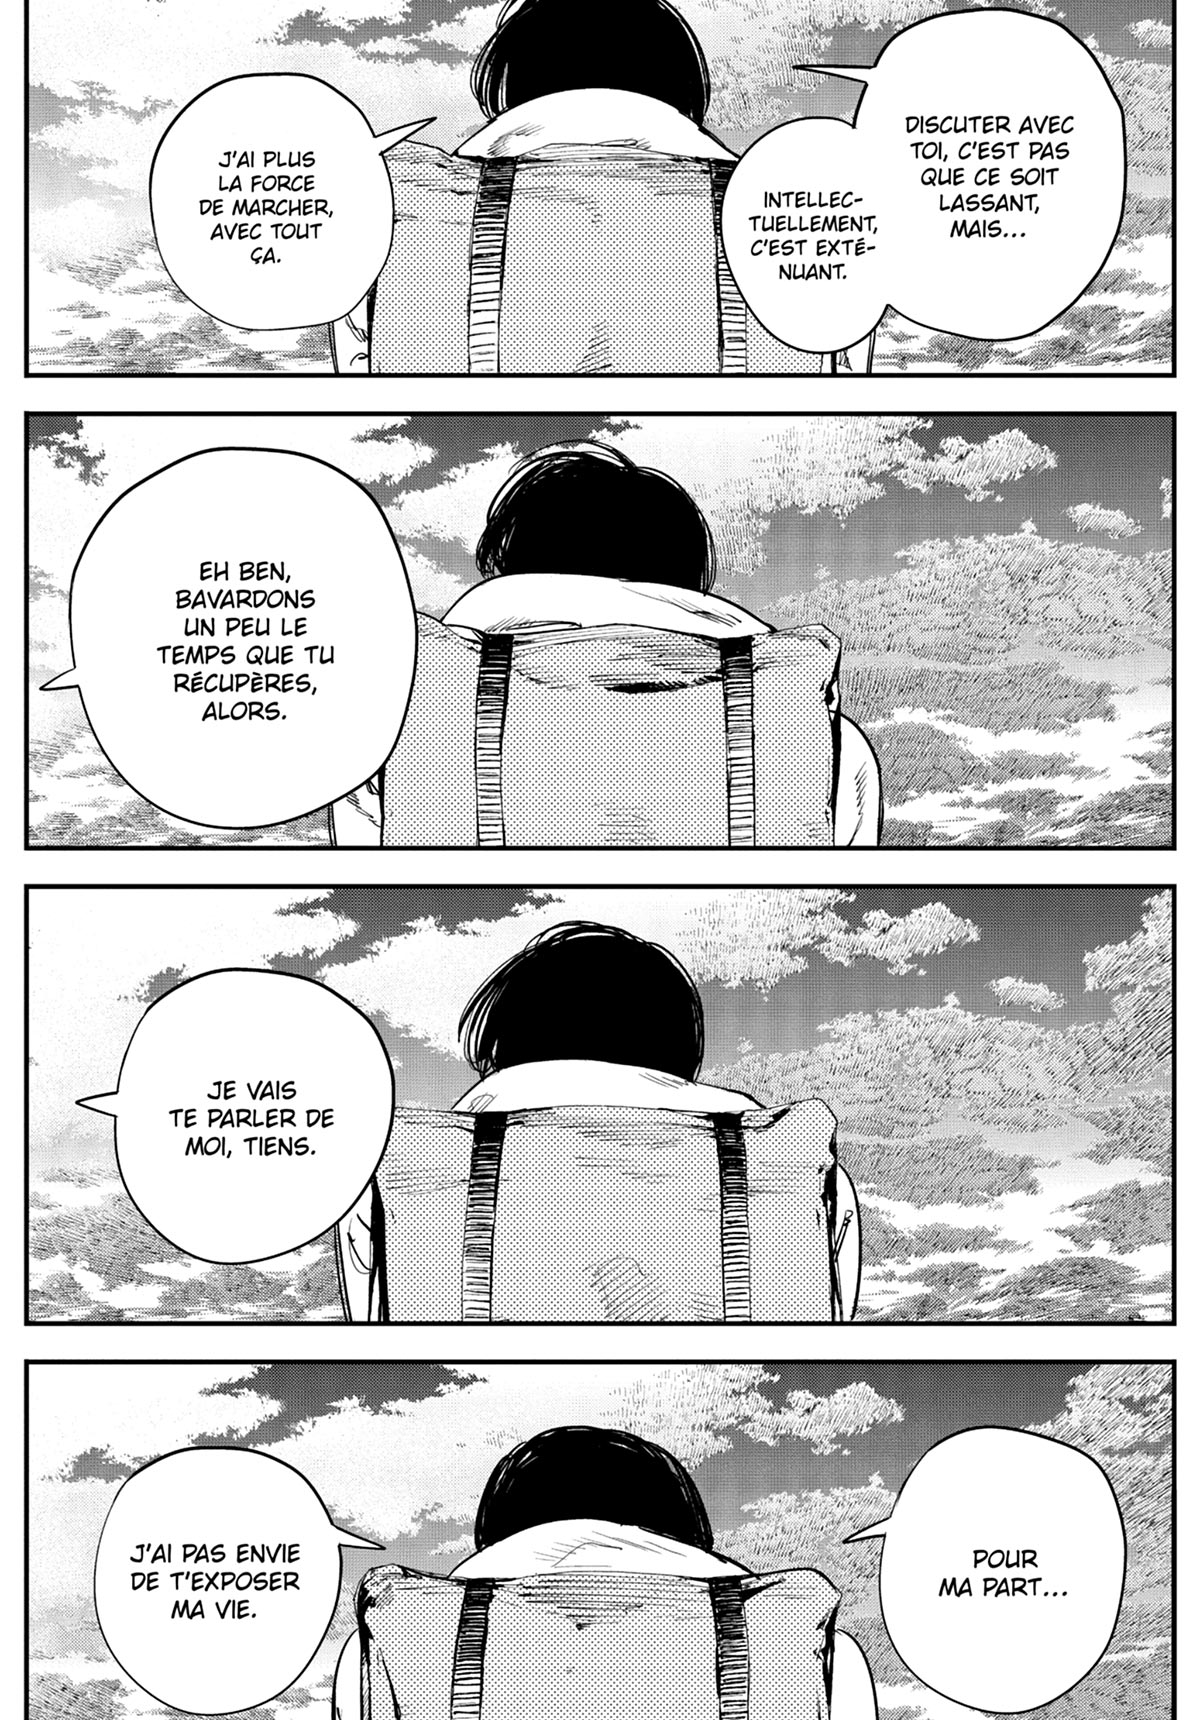 DISCUTER AVEC
TOI, C'EST PAS
QUE CE SOIT
LASSANT,
MAIS...
INTELLEC-
TUELLEMENT,
C'EST EXTÉ-
NUANT.
J'AI PLUS
LA FORCE
DE MARCHER,
AVEC TOUT
ÇA.
EH BEN,
BAVARDONS
UN PEU LE
TEMPS QUE TU
RÉCUPÈRES,
ALORS.
JE VAIS
TE PARLER DE
MOI, TIENS.
POUR
MA PART...
J'AI PAS ENVIE
DE T'EXPOSER
MA VIE.